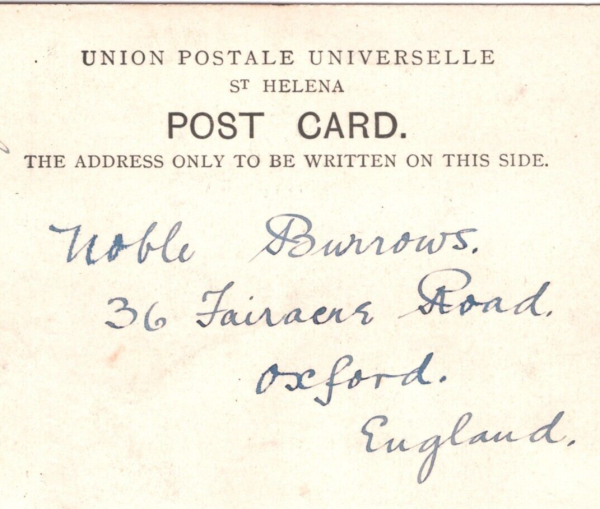 UNION POSTALE UNIVERSELLE
ST HELENA
POST CARD.
THE ADDRESS ONLY TO BE WRITTEN ON THIS SIDE.
Noble Burrows.
36 Fairacre Road.
Oxford.
England.